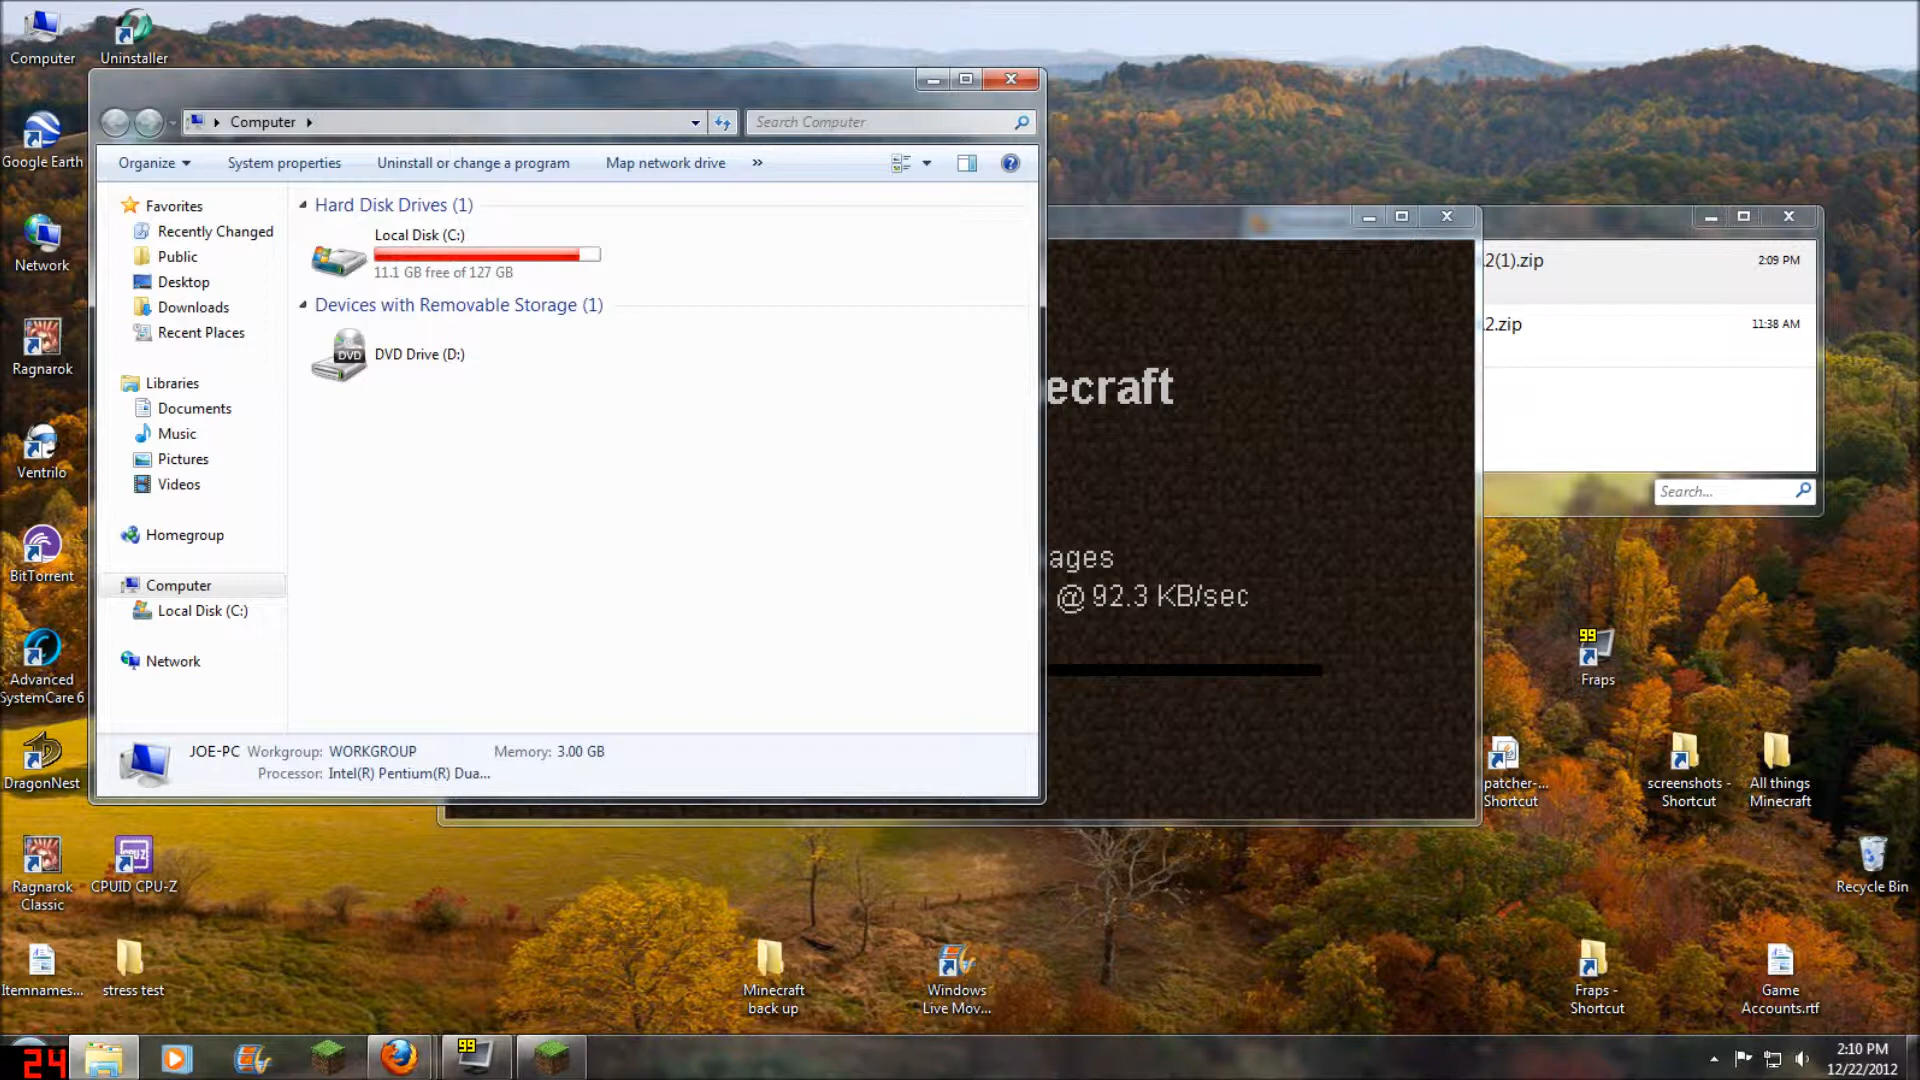 Computer
Uninstaller
Google Earth
Network
Ragnarok
Ventrilo
BitTorrent
Advanced
SystemCare 6
DragonNest
Ragnarok
Classic
CPUID CPU-Z
Itemnames...
stress test
Computer
Search Computer
Organize
System properties
Uninstall or change a program
Map network drive
»
Favorites
Recently Changed
Public
Desktop
Downloads
Recent Places
Libraries
Documents
Music
Pictures
Videos
Homegroup
Computer
Local Disk (C:)
Network
Hard Disk Drives (1)
Local Disk (C:)
11.1 GB free of 127 GB
Devices with Removable Storage (1)
DVD
DVD Drive (D:)
JOE-PC Workgroup: WORKGROUP Memory: 3.00 GB
Processor: Intel(R) Pentium(R) Dua...
ecraft
ages
@ 92.3 KB/sec
2(1).zip 2:09 PM
2.zip 11:38 AM
Search...
99
Fraps
patcher-...
Shortcut
screenshots -
Shortcut
All things
Minecraft
Recycle Bin
Minecraft
back up
Windows
Live Mov...
Fraps -
Shortcut
Game
Accounts.rtf
24
99
2:10 PM
12/22/2012